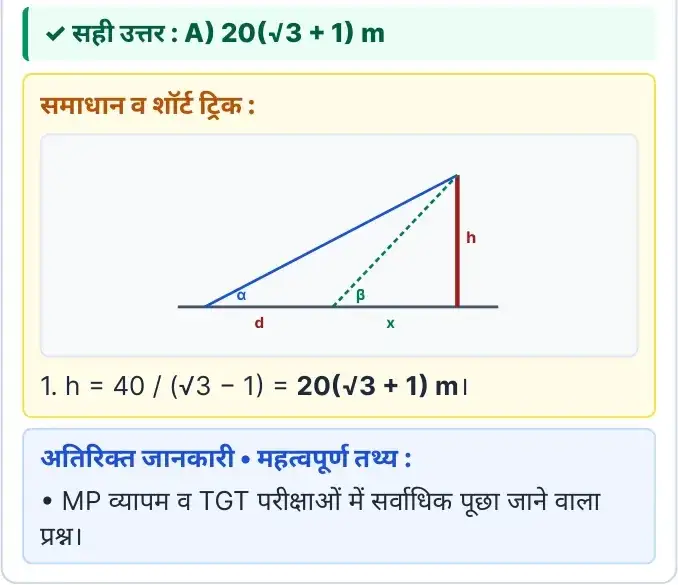 ✓ सही उत्तर : A) 20(√3 + 1) m
समाधान व शॉर्ट ट्रिक :
h
α
β
d
x
1. h = 40 / (√3 − 1) = 20(√3 + 1) m।
अतिरिक्त जानकारी • महत्वपूर्ण तथ्य :
• MP व्यापम व TGT परीक्षाओं में सर्वाधिक पूछा जाने वाला
प्रश्न।